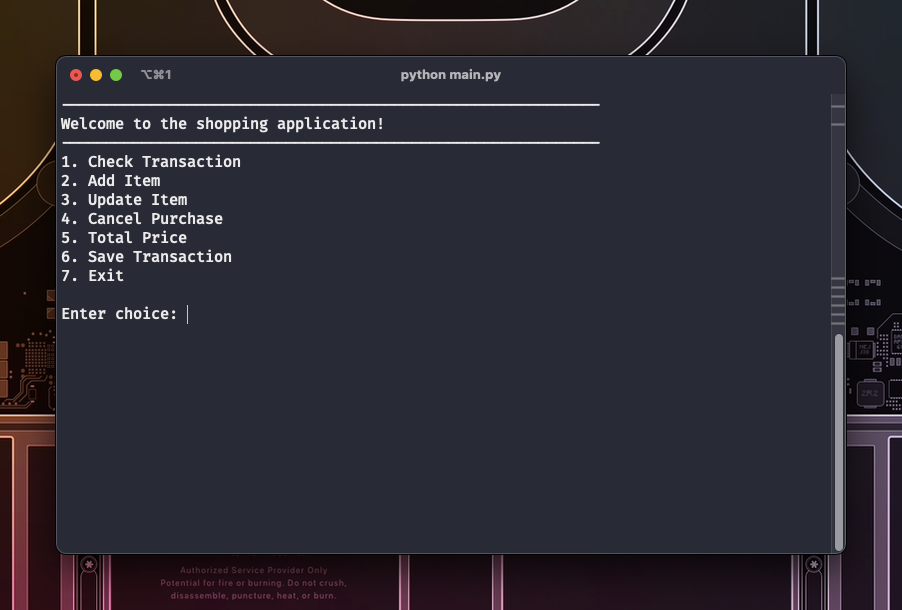 ⌥⌘1
python main.py
Welcome to the shopping application!
1. Check Transaction
2. Add Item
3. Update Item
4. Cancel Purchase
5. Total Price
6. Save Transaction
7. Exit
Enter choice:
Authorized Service Provider Only
Potential for fire or burning. Do not crush,
disassemble, puncture, heat, or burn.